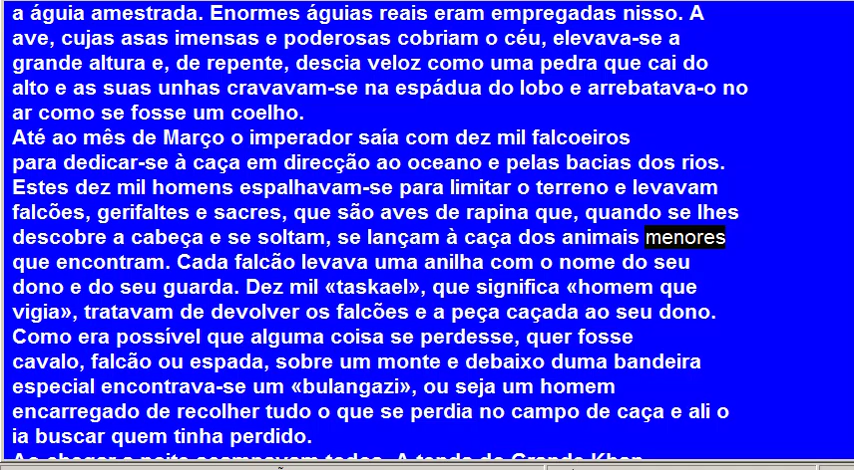 a águia amestrada. Enormes águias reais eram empregadas nisso. A
ave, cujas asas imensas e poderosas cobriam o céu, elevava-se a
grande altura e, de repente, descia veloz como uma pedra que cai do
alto e as suas unhas cravavam-se na espádua do lobo e arrebatava-o no
ar como se fosse um coelho.
Até ao mês de Março o imperador saía com dez mil falcoeiros
para dedicar-se à caça em direcção ao oceano e pelas bacias dos rios.
Estes dez mil homens espalhavam-se para limitar o terreno e levavam
falcões, gerifaltes e sacres, que são aves de rapina que, quando se lhes
descobre a cabeça e se soltam, se lançam à caça dos animais menores
que encontram. Cada falcão levava uma anilha com o nome do seu
dono e do seu guarda. Dez mil «taskael», que significa «homem que
vigia», tratavam de devolver os falcões e a peça caçada ao seu dono.
Como era possível que alguma coisa se perdesse, quer fosse
cavalo, falcão ou espada, sobre um monte e debaixo duma bandeira
especial encontrava-se um «bulangazi», ou seja um homem
encarregado de recolher tudo o que se perdia no campo de caça e ali o
ia buscar quem tinha perdido.
Ao chegar a noite acampavam todos. A tenda do Grande Khan